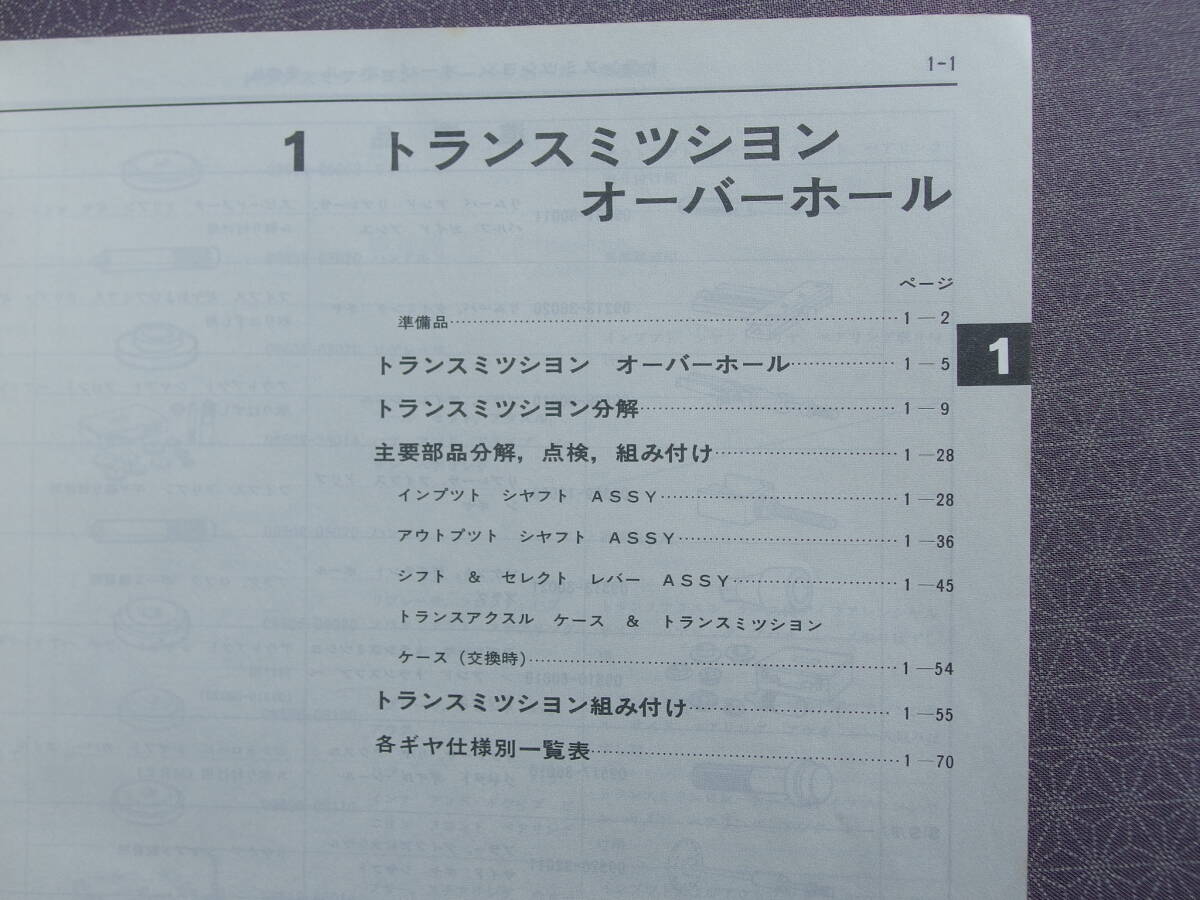 1-1
1 トランスミツシヨン
オーバーホール
ページ
準備品……………………………………………1—2
トランスミツシヨン オーバーホール……………1—5
トランスミツシヨン分解……………………………1—9
主要部品分解，点検，組み付け……………………1—28
インプツト シヤフト ASSY……………………1—28
アウトプツト シヤフト ASSY…………………1—36
シフト & セレクト レバー ASSY……………1—45
トランスアクスル ケース & トランスミツシヨン
ケース（交換時）…………………………………1—54
トランスミツシヨン組み付け………………………1—55
各ギヤ仕様別一覧表…………………………………1—70
1